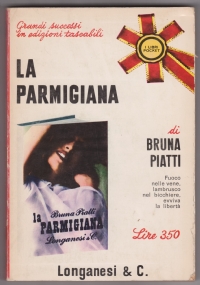 Grandi successi
in edizioni tascabili
I LIBRI
POCKET
LA
PARMIGIANA
di
BRUNA
PIATTI
Fuoco
nelle vene,
lambrusco
nel bicchiere,
evviva
la libertà
Bruna Piatti
la PARMIGIANA
Longanesi & C.
Lire 350
Longanesi & C.